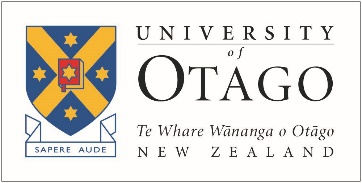 UNIVERSITY
of
OTAGO
Te Whare Wānanga o Otāgo
NEW ZEALAND
SAPERE AUDE